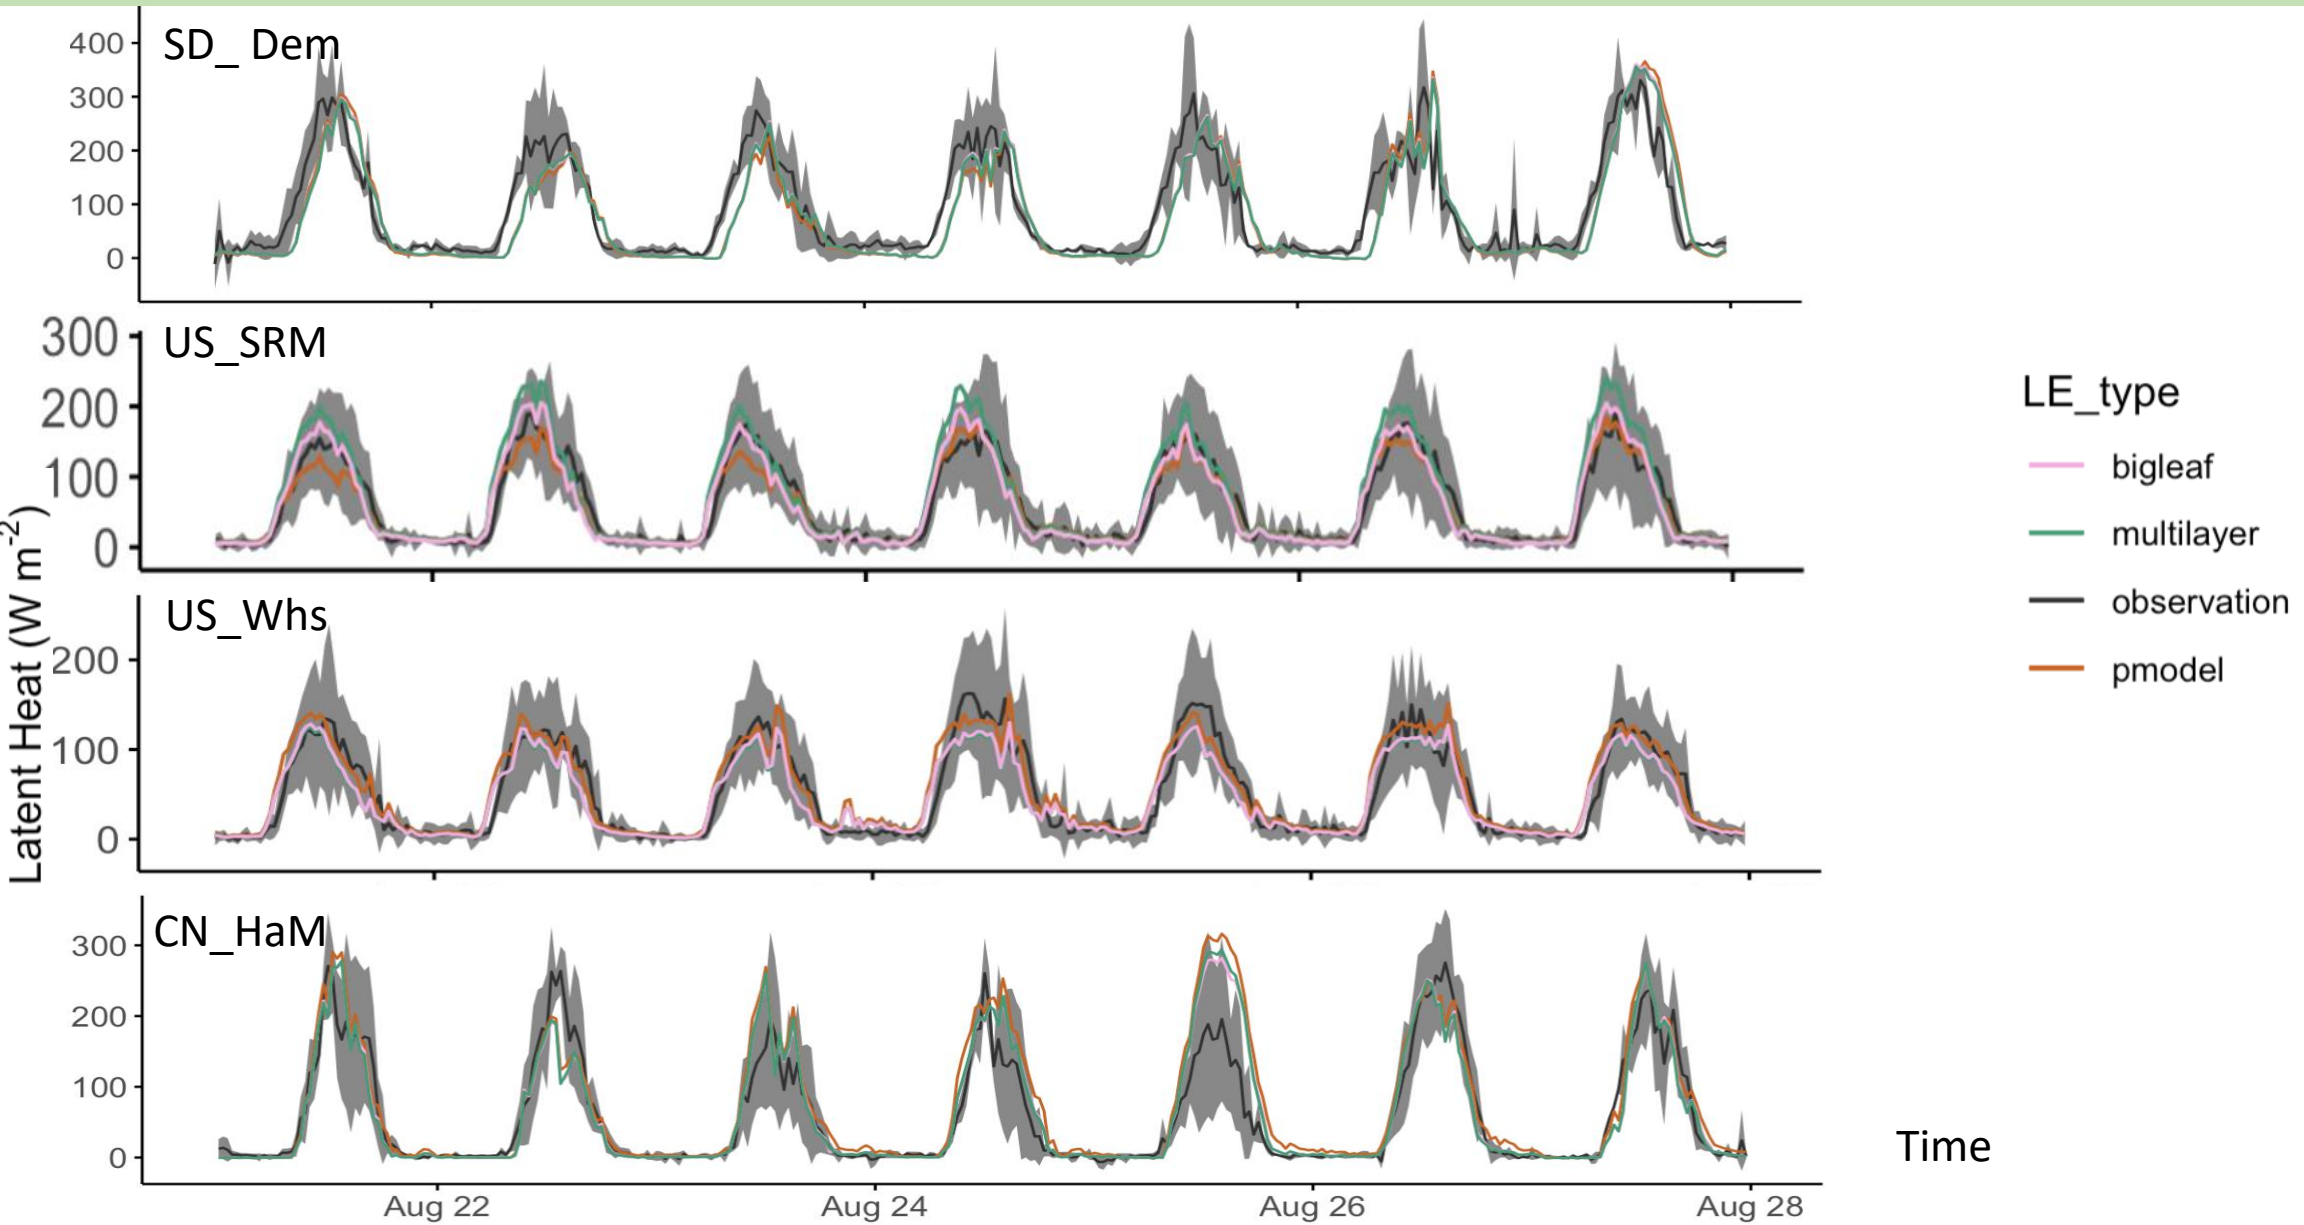 SD_ Dem
400
300
200
100
0
US_SRM
300
200
100
0
US_Whs
200
100
0
CN_HaM
300
200
100
0
Latent Heat (W m-2)
Aug 22
Aug 24
Aug 26
Aug 28
Time
LE_type
bigleaf
multilayer
observation
pmodel